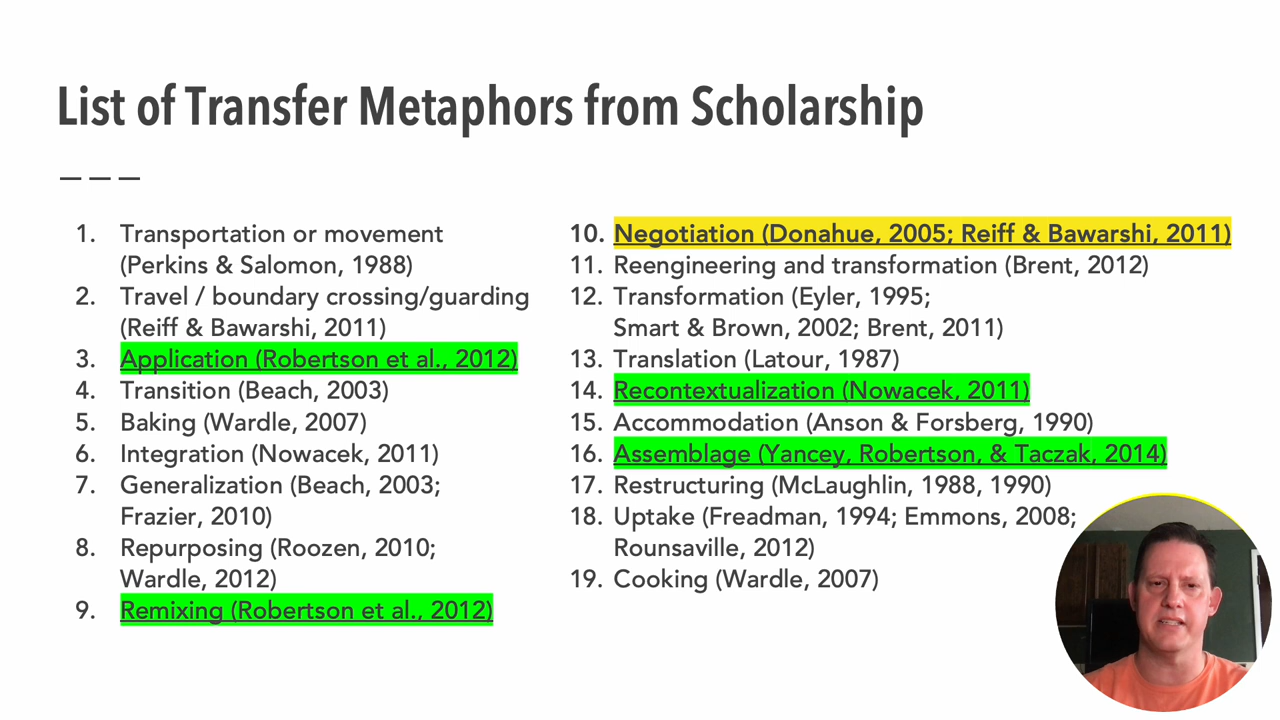 List of Transfer Metaphors from Scholarship
1. Transportation or movement
(Perkins & Salomon, 1988)
2. Travel / boundary crossing/guarding
(Reiff & Bawarshi, 2011)
3. Application (Robertson et al., 2012)
4. Transition (Beach, 2003)
5. Baking (Wardle, 2007)
6. Integration (Nowacek, 2011)
7. Generalization (Beach, 2003;
Frazier, 2010)
8. Repurposing (Roozen, 2010;
Wardle, 2012)
9. Remixing (Robertson et al., 2012)
10. Negotiation (Donahue, 2005; Reiff & Bawarshi, 2011)
11. Reengineering and transformation (Brent, 2012)
12. Transformation (Eyler, 1995;
Smart & Brown, 2002; Brent, 2011)
13. Translation (Latour, 1987)
14. Recontextualization (Nowacek, 2011)
15. Accommodation (Anson & Forsberg, 1990)
16. Assemblage (Yancey, Robertson, & Taczak, 2014)
17. Restructuring (McLaughlin, 1988, 1990)
18. Uptake (Freadman, 1994; Emmons, 2008;
Rounsaville, 2012)
19. Cooking (Wardle, 2007)